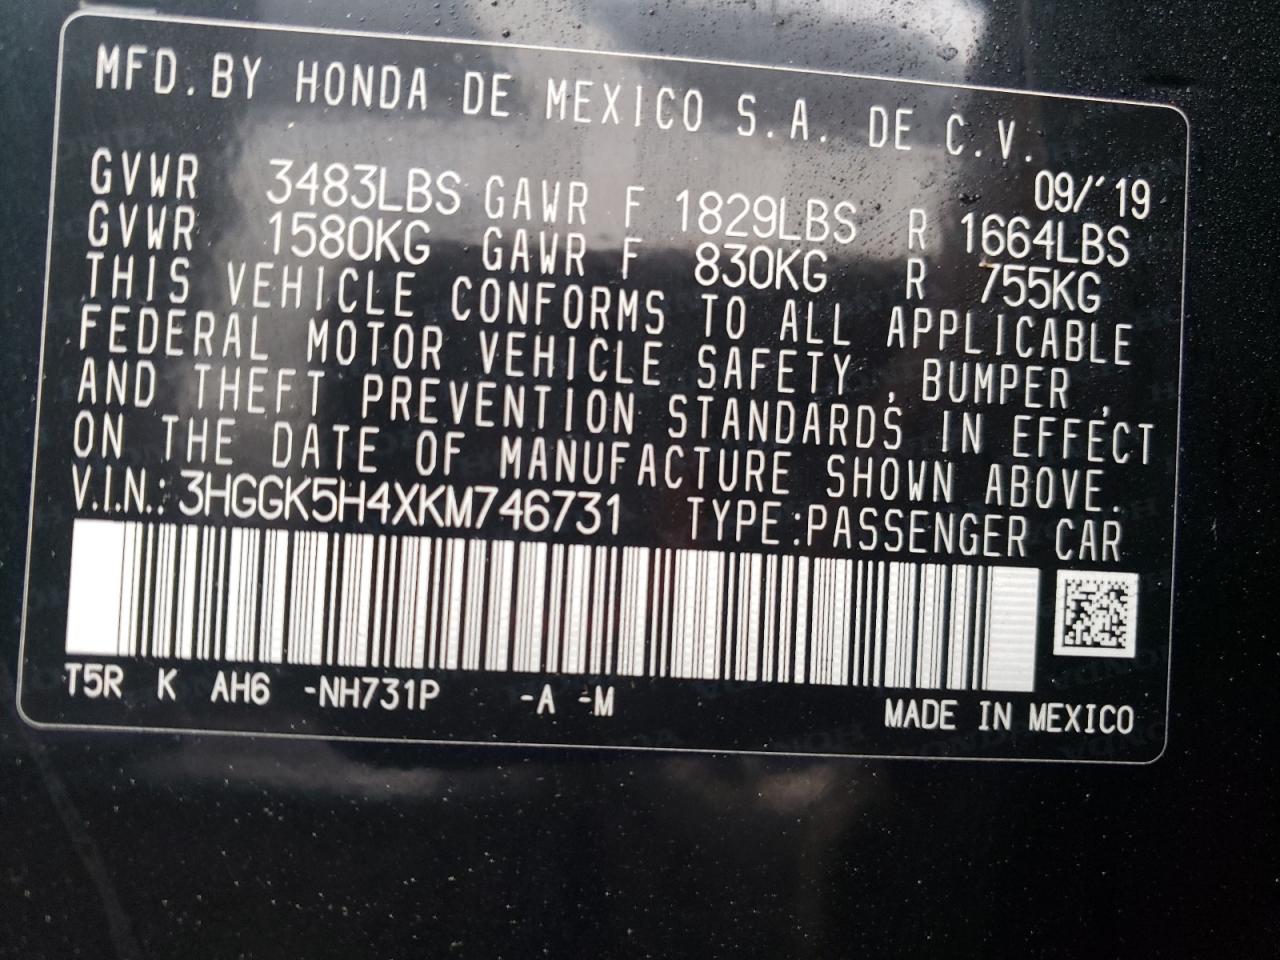 MFD.BY HONDA DE MEXICO S.A. DE C.V.
09/'19
GVWR 3483LBS GAWR F 1829LBS R 1664LBS
GVWR 1580KG GAWR F 830KG R 755KG
THIS VEHICLE CONFORMS TO ALL APPLICABLE
FEDERAL MOTOR VEHICLE SAFETY , BUMPER ,
AND THEFT PREVENTION STANDARDS IN EFFECT
ON THE DATE OF MANUFACTURE SHOWN ABOVE.
V.I.N.: 3HGGK5H4XKM746731 TYPE:PASSENGER CAR
T5R K AH6 -NH731P -A -M
MADE IN MEXICO